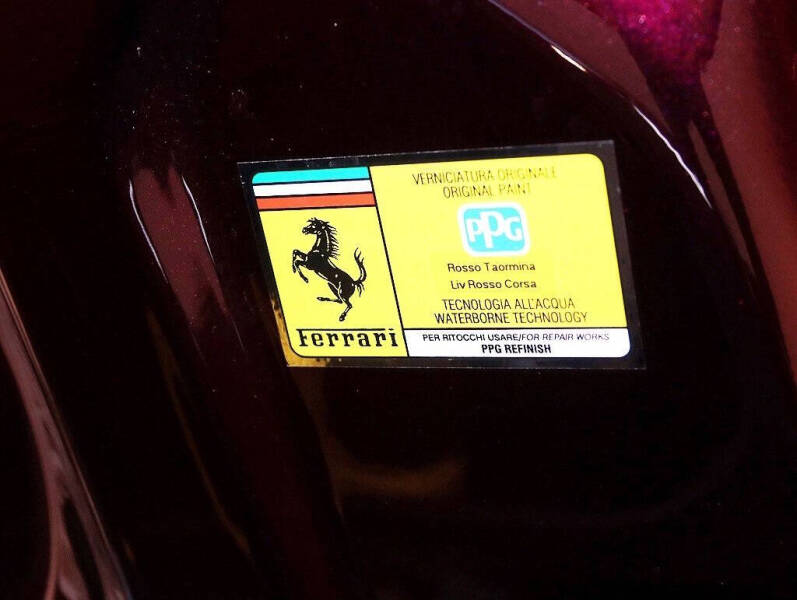 VERNICIATURA ORIGINALE
ORIGINAL PAINT
PPG
Rosso Taormina
Liv Rosso Corsa
TECNOLOGIA ALL'ACQUA
WATERBORNE TECHNOLOGY
Ferrari
PER RITOCCHI USARE/FOR REPAIR WORKS
PPG REFINISH